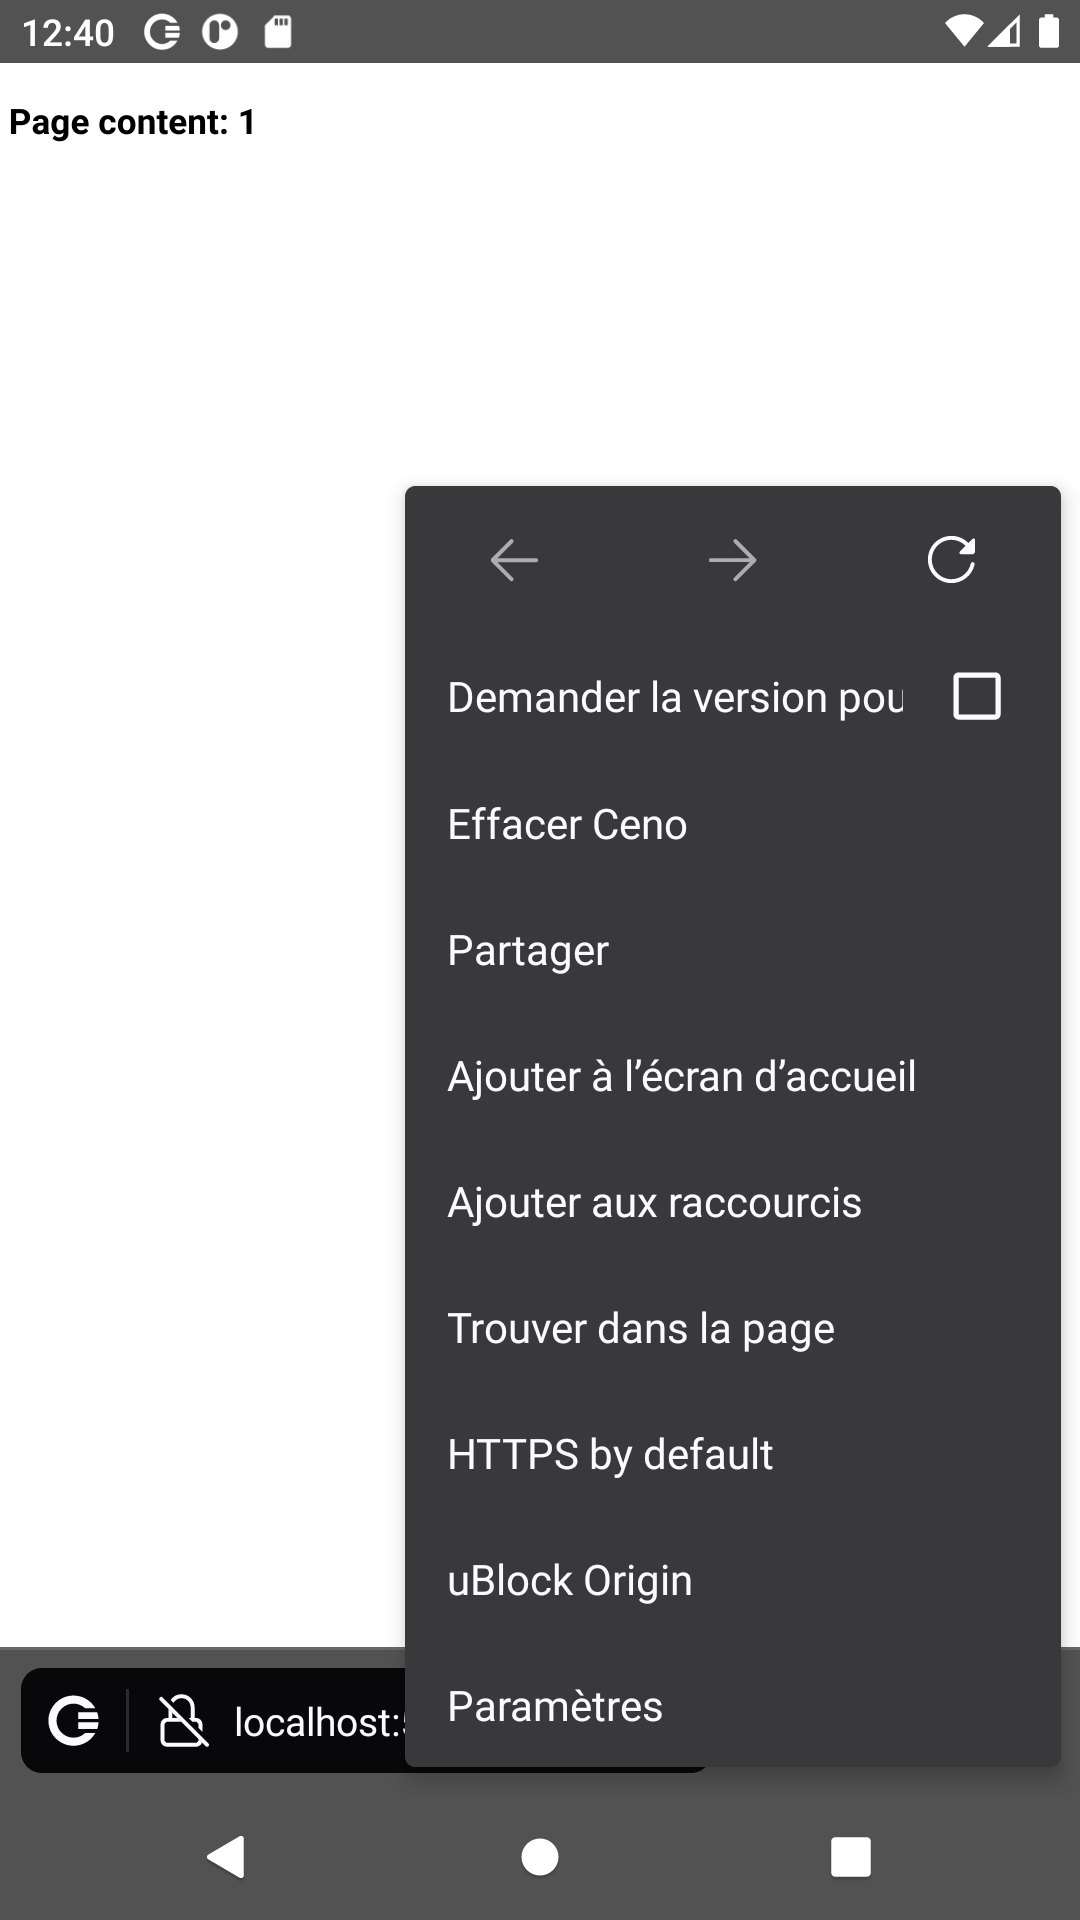 12:40
Page content: 1
Demander la version pou
Effacer Ceno
Partager
Ajouter à l’écran d’accueil
Ajouter aux raccourcis
Trouver dans la page
HTTPS by default
uBlock Origin
Paramètres
localhost: